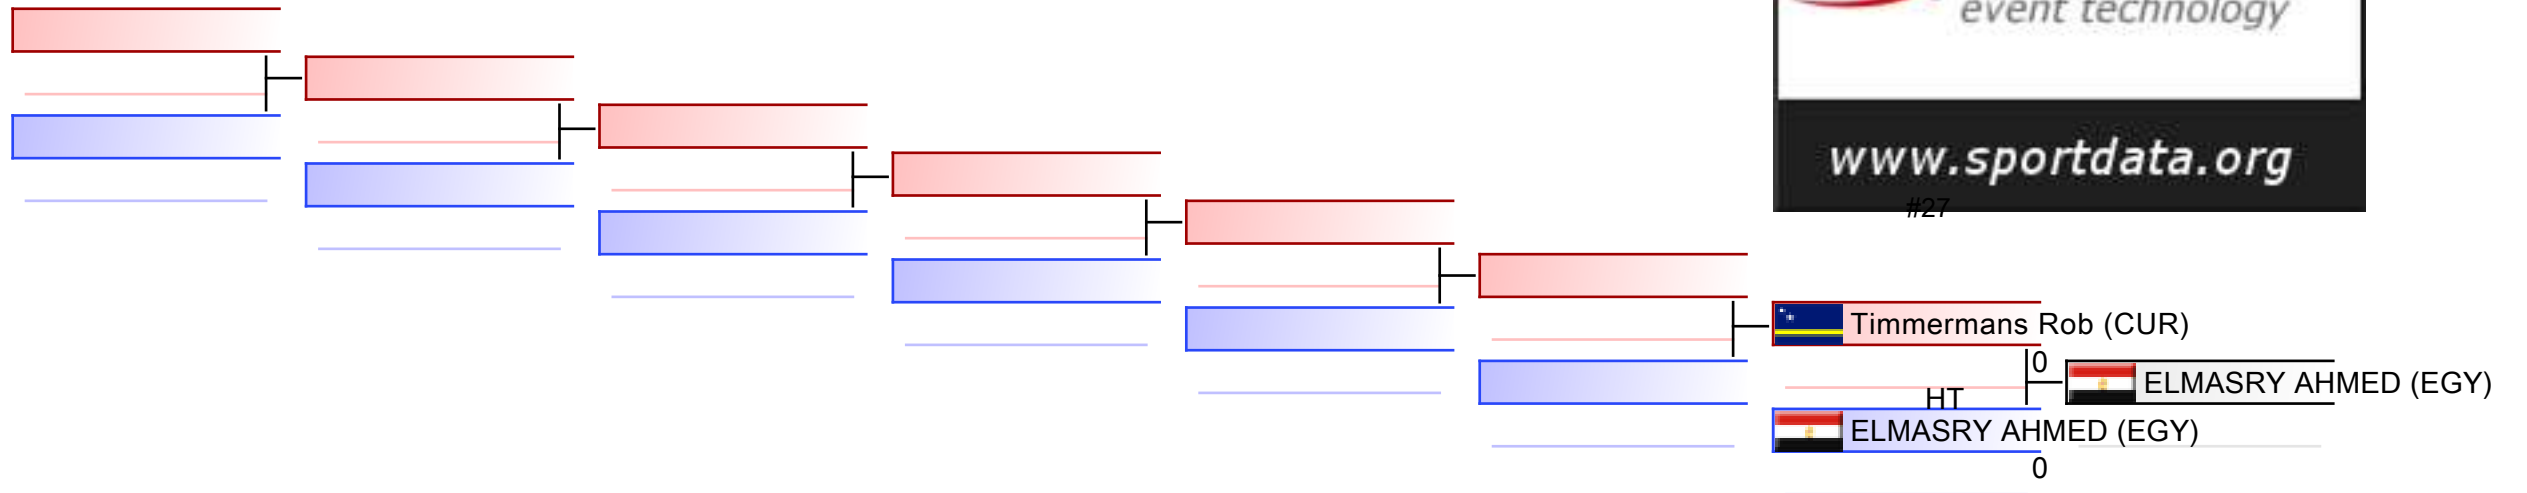 event technology
www.sportdata.org
#27
Timmermans Rob (CUR)
0
ELMASRY AHMED (EGY)
HT
ELMASRY AHMED (EGY)
0